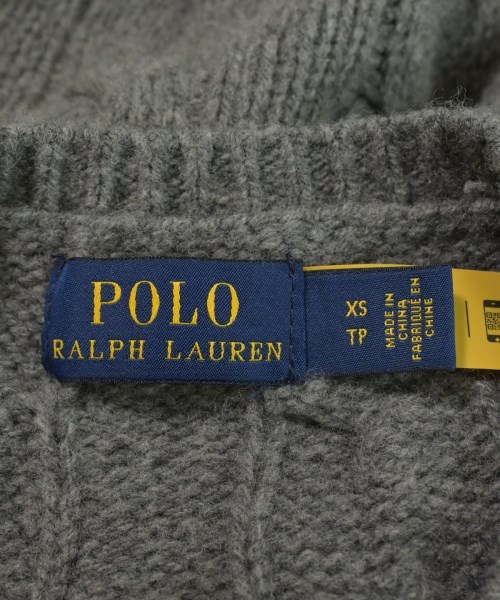 POLO
RALPH LAUREN
XS
TP
MADE IN
CHINA
FABRIQUÉ EN
CHINE